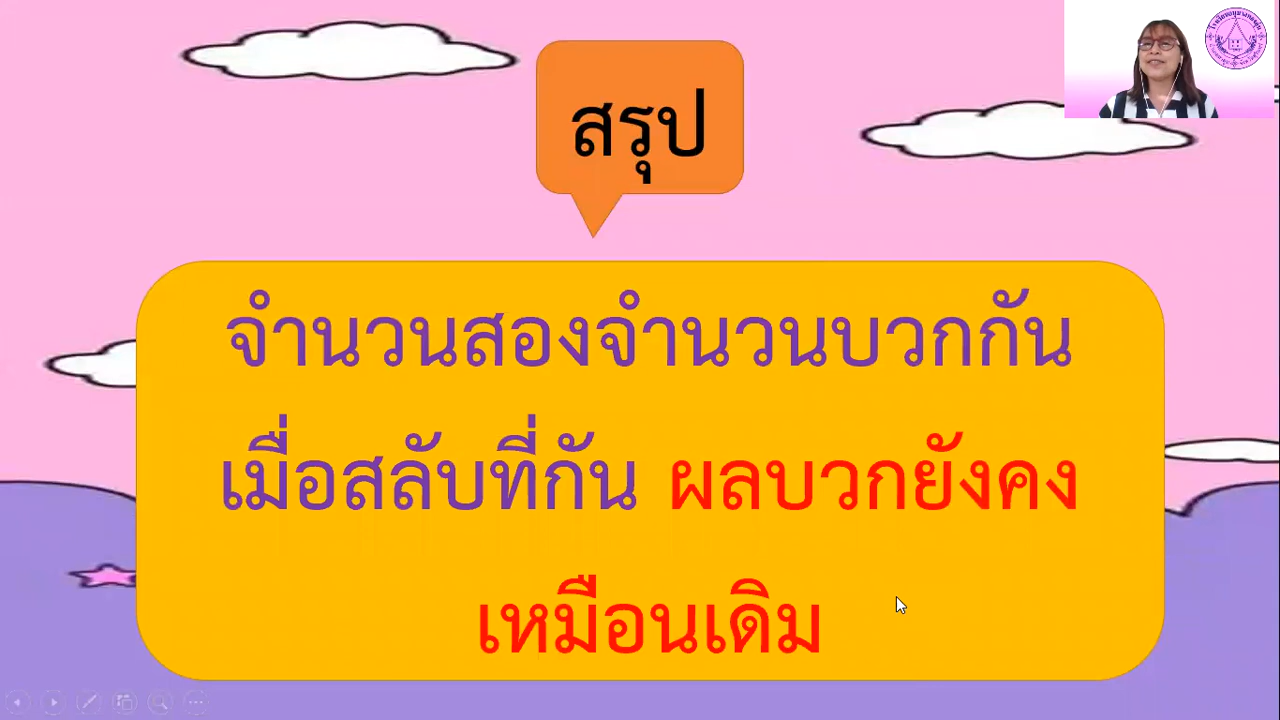 สรุป
จำนวนสองจำนวนบวกกัน
เมื่อสลับที่กัน ผลบวกยังคง
เหมือนเดิม